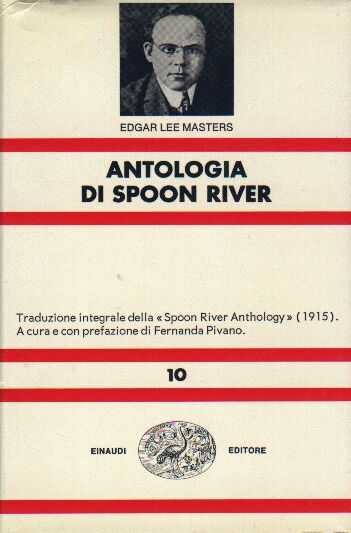 EDGAR LEE MASTERS
ANTOLOGIA
DI SPOON RIVER
Traduzione integrale della « Spoon River Anthology » (1915).
A cura e con prefazione di Fernanda Pivano.
10
EINAUDI EDITORE